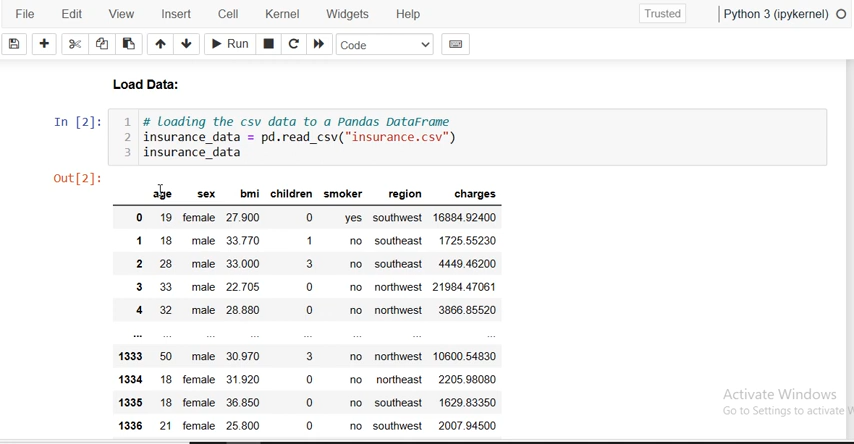 File Edit View Insert Cell Kernel Widgets Help Trusted Python 3 (ipykernel)
Run Code
Load Data:
In [2]: 1 # loading the csv data to a Pandas DataFrame
2 insurance_data = pd.read_csv("insurance.csv")
3 insurance_data
Out[2]:
age sex bmi children smoker region charges
0 19 female 27.900 0 yes southwest 16884.92400
1 18 male 33.770 1 no southeast 1725.55230
2 28 male 33.000 3 no southeast 4449.46200
3 33 male 22.705 0 no northwest 21984.47061
4 32 male 28.880 0 no northwest 3866.85520
... ... ... ... ... ... ... ...
1333 50 male 30.970 3 no northwest 10600.54830
1334 18 female 31.920 0 no northeast 2205.98080
1335 18 female 36.850 0 no southeast 1629.83350
1336 21 female 25.800 0 no southwest 2007.94500
Activate Windows
Go to Settings to activate W